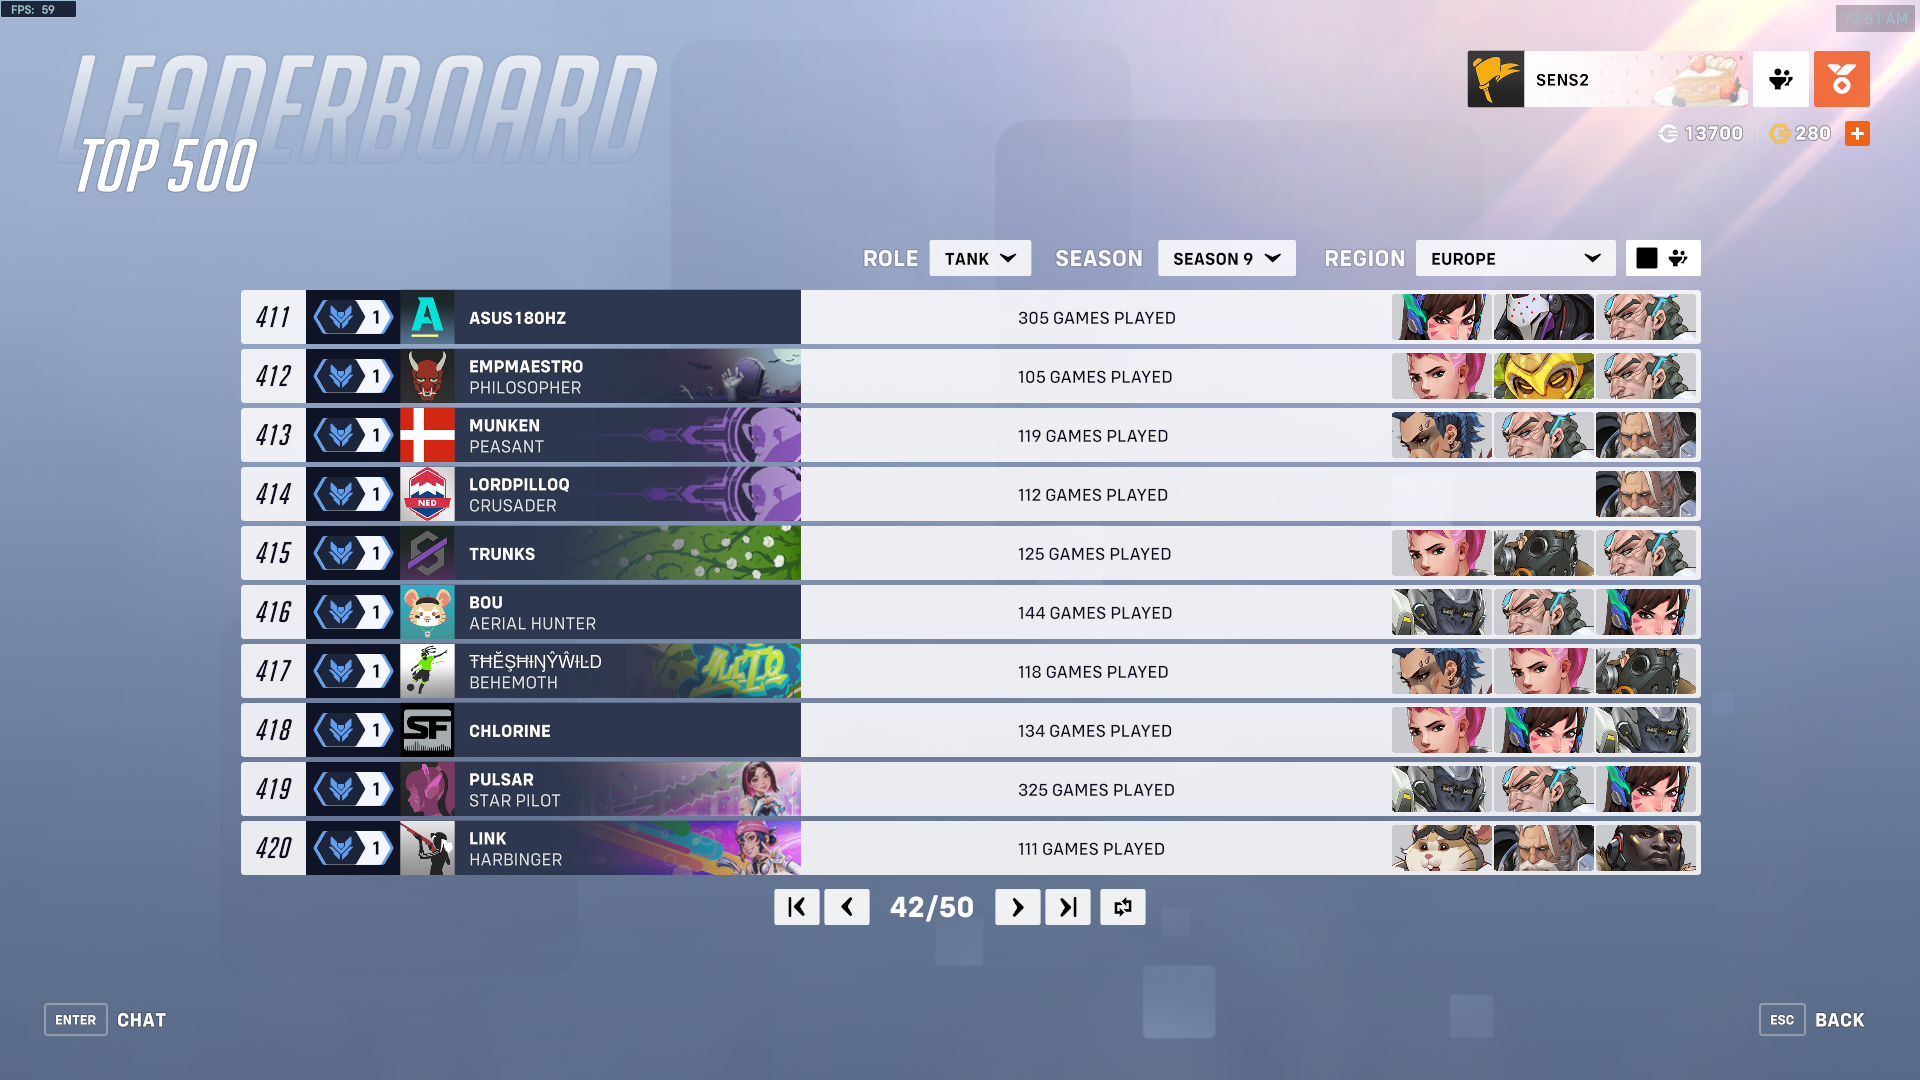 FPS: 59
12:51 AM
LEADERBOARD
TOP 500
SENS2
13700
280
ROLE
TANK
SEASON
SEASON 9
REGION
EUROPE
411 1 ASUS180HZ 305 GAMES PLAYED
412 1 EMPMAESTRO 105 GAMES PLAYED
PHILOSOPHER
413 1 MUNKEN 119 GAMES PLAYED
PEASANT
414 1 NED LORDPILLOQ 112 GAMES PLAYED
CRUSADER
415 1 TRUNKS 125 GAMES PLAYED
416 1 BOU 144 GAMES PLAYED
AERIAL HUNTER
417 1 ŦĦĔŞĦƗŊŶŴƗŁĐ 118 GAMES PLAYED
BEHEMOTH
418 1 SF CHLORINE 134 GAMES PLAYED
419 1 PULSAR 325 GAMES PLAYED
STAR PILOT
420 1 LINK 111 GAMES PLAYED
HARBINGER
42/50
ENTER CHAT
ESC BACK